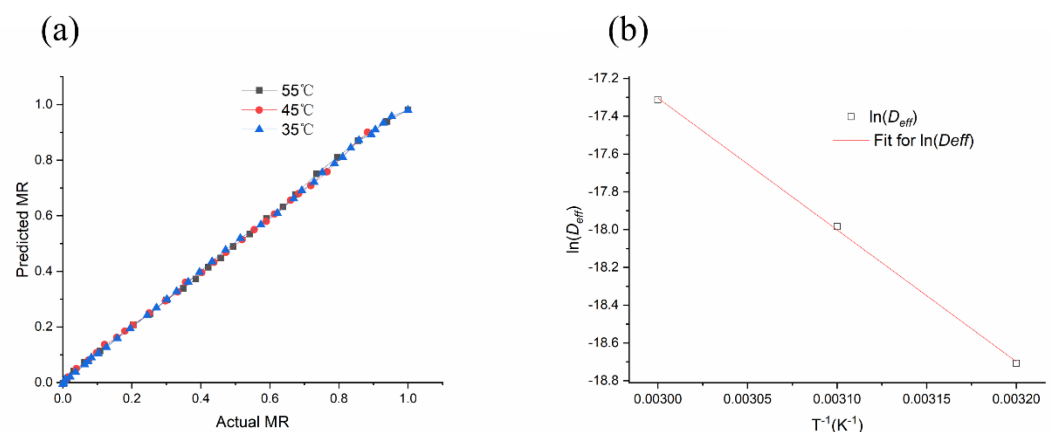 (a)
55℃
45℃
35℃
1.0
0.8
0.6
0.4
0.2
0.0
Predicted MR
0.0 0.2 0.4 0.6 0.8 1.0
Actual MR
(b)
ln(Deff)
Fit for ln(Deff)
-17.2
-17.4
-17.6
-17.8
-18.0
-18.2
-18.4
-18.6
-18.8
ln(Deff)
0.00300 0.00305 0.00310 0.00315 0.00320
T⁻¹(K⁻¹)